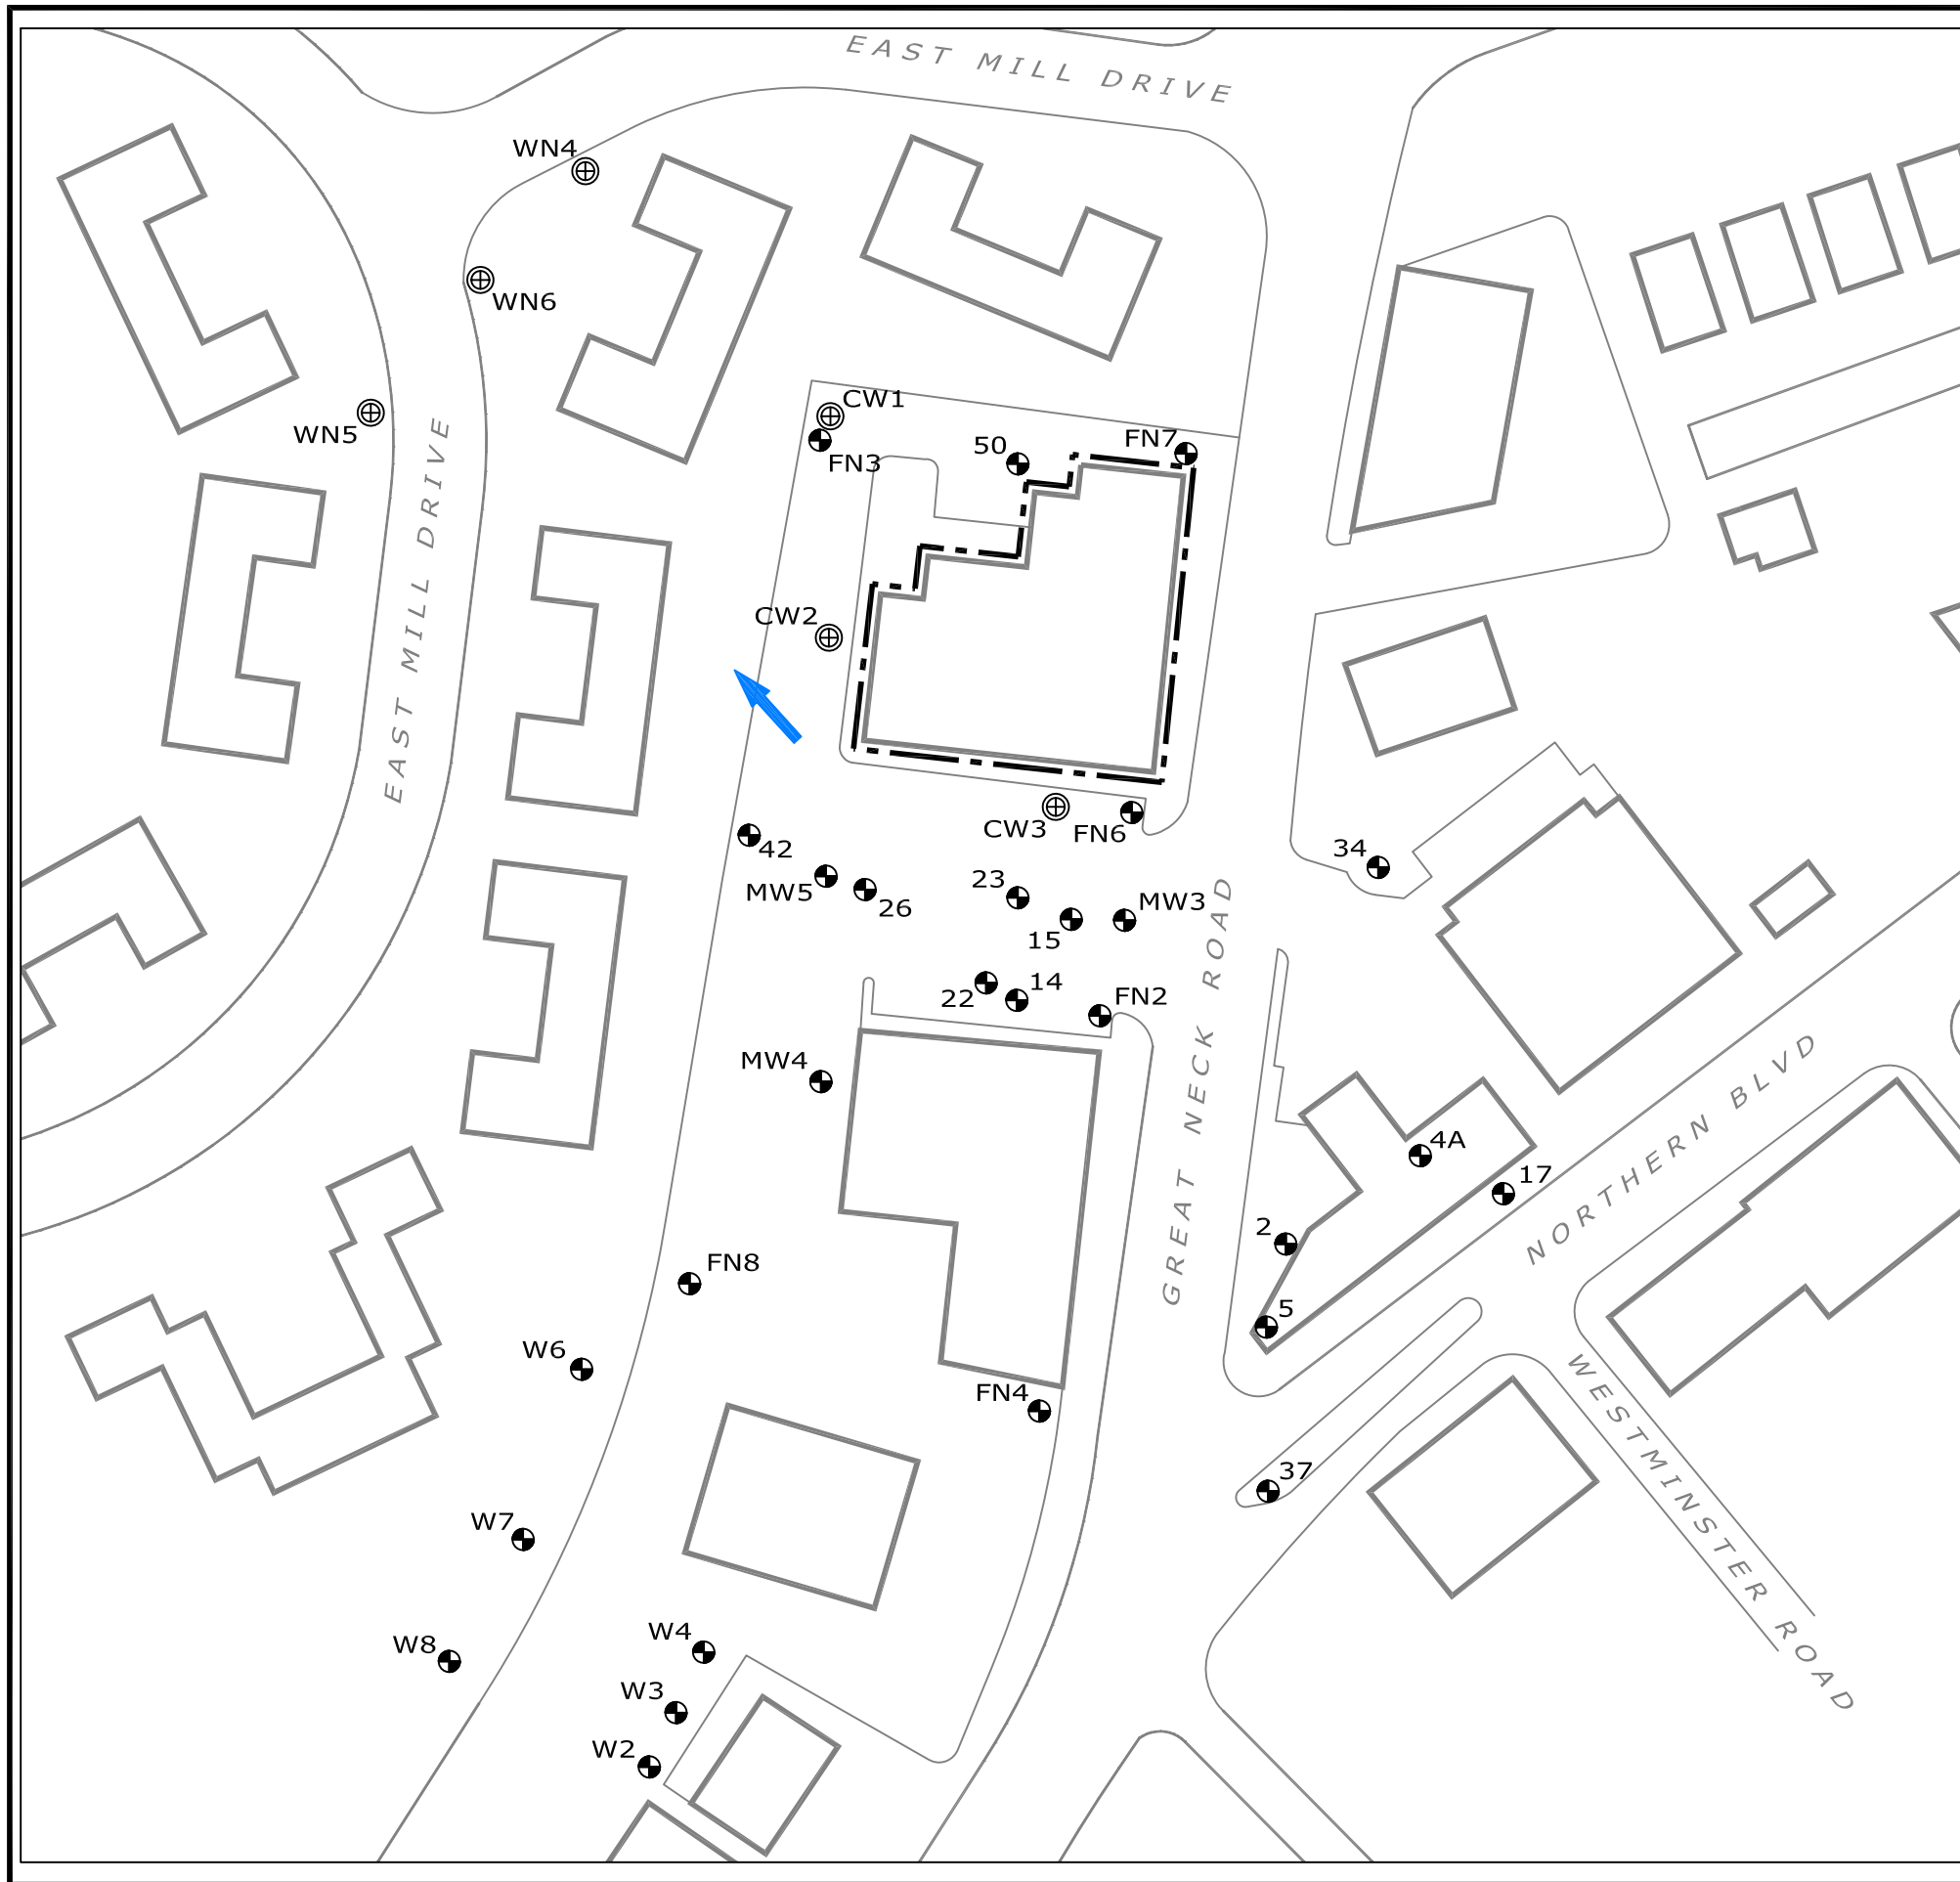 EAST MILL DRIVE
WN4
WN6
CW1
WN5
FN3
50
FN7
EAST MILL DRIVE
CW2
CW3
FN6
42
34
MW5
26
23
MW3
15
GREAT NECK ROAD
22
14
FN2
MW4
4A
17
NORTHERN BLVD
2
FN8
5
W6
FN4
WESTMINSTER ROAD
37
W7
W4
W8
W3
W2